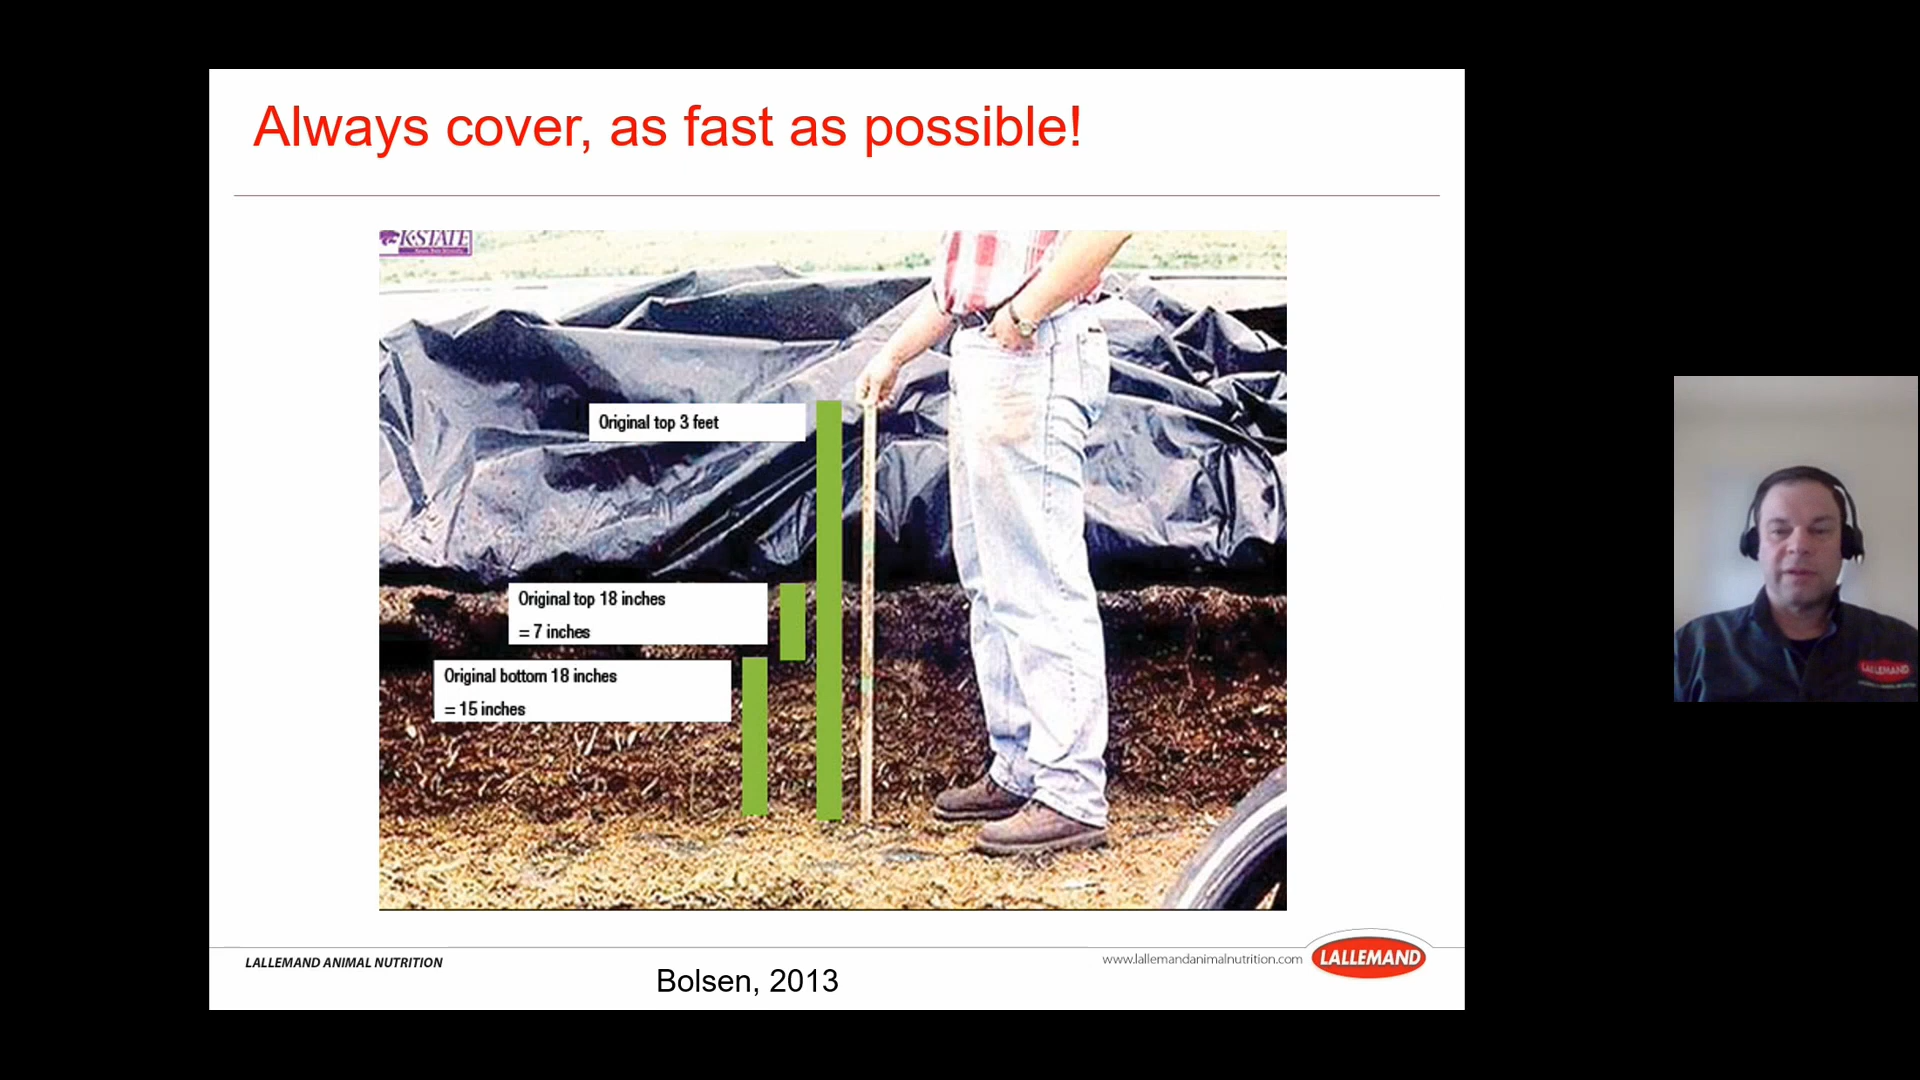 Always cover, as fast as possible!
K-STATE
Original top 3 feet
Original top 18 inches
= 7 inches
Original bottom 18 inches
= 15 inches
LALLEMAND ANIMAL NUTRITION
www.lallemandanimalnutrition.com
LALLEMAND
Bolsen, 2013
LALLEMAND